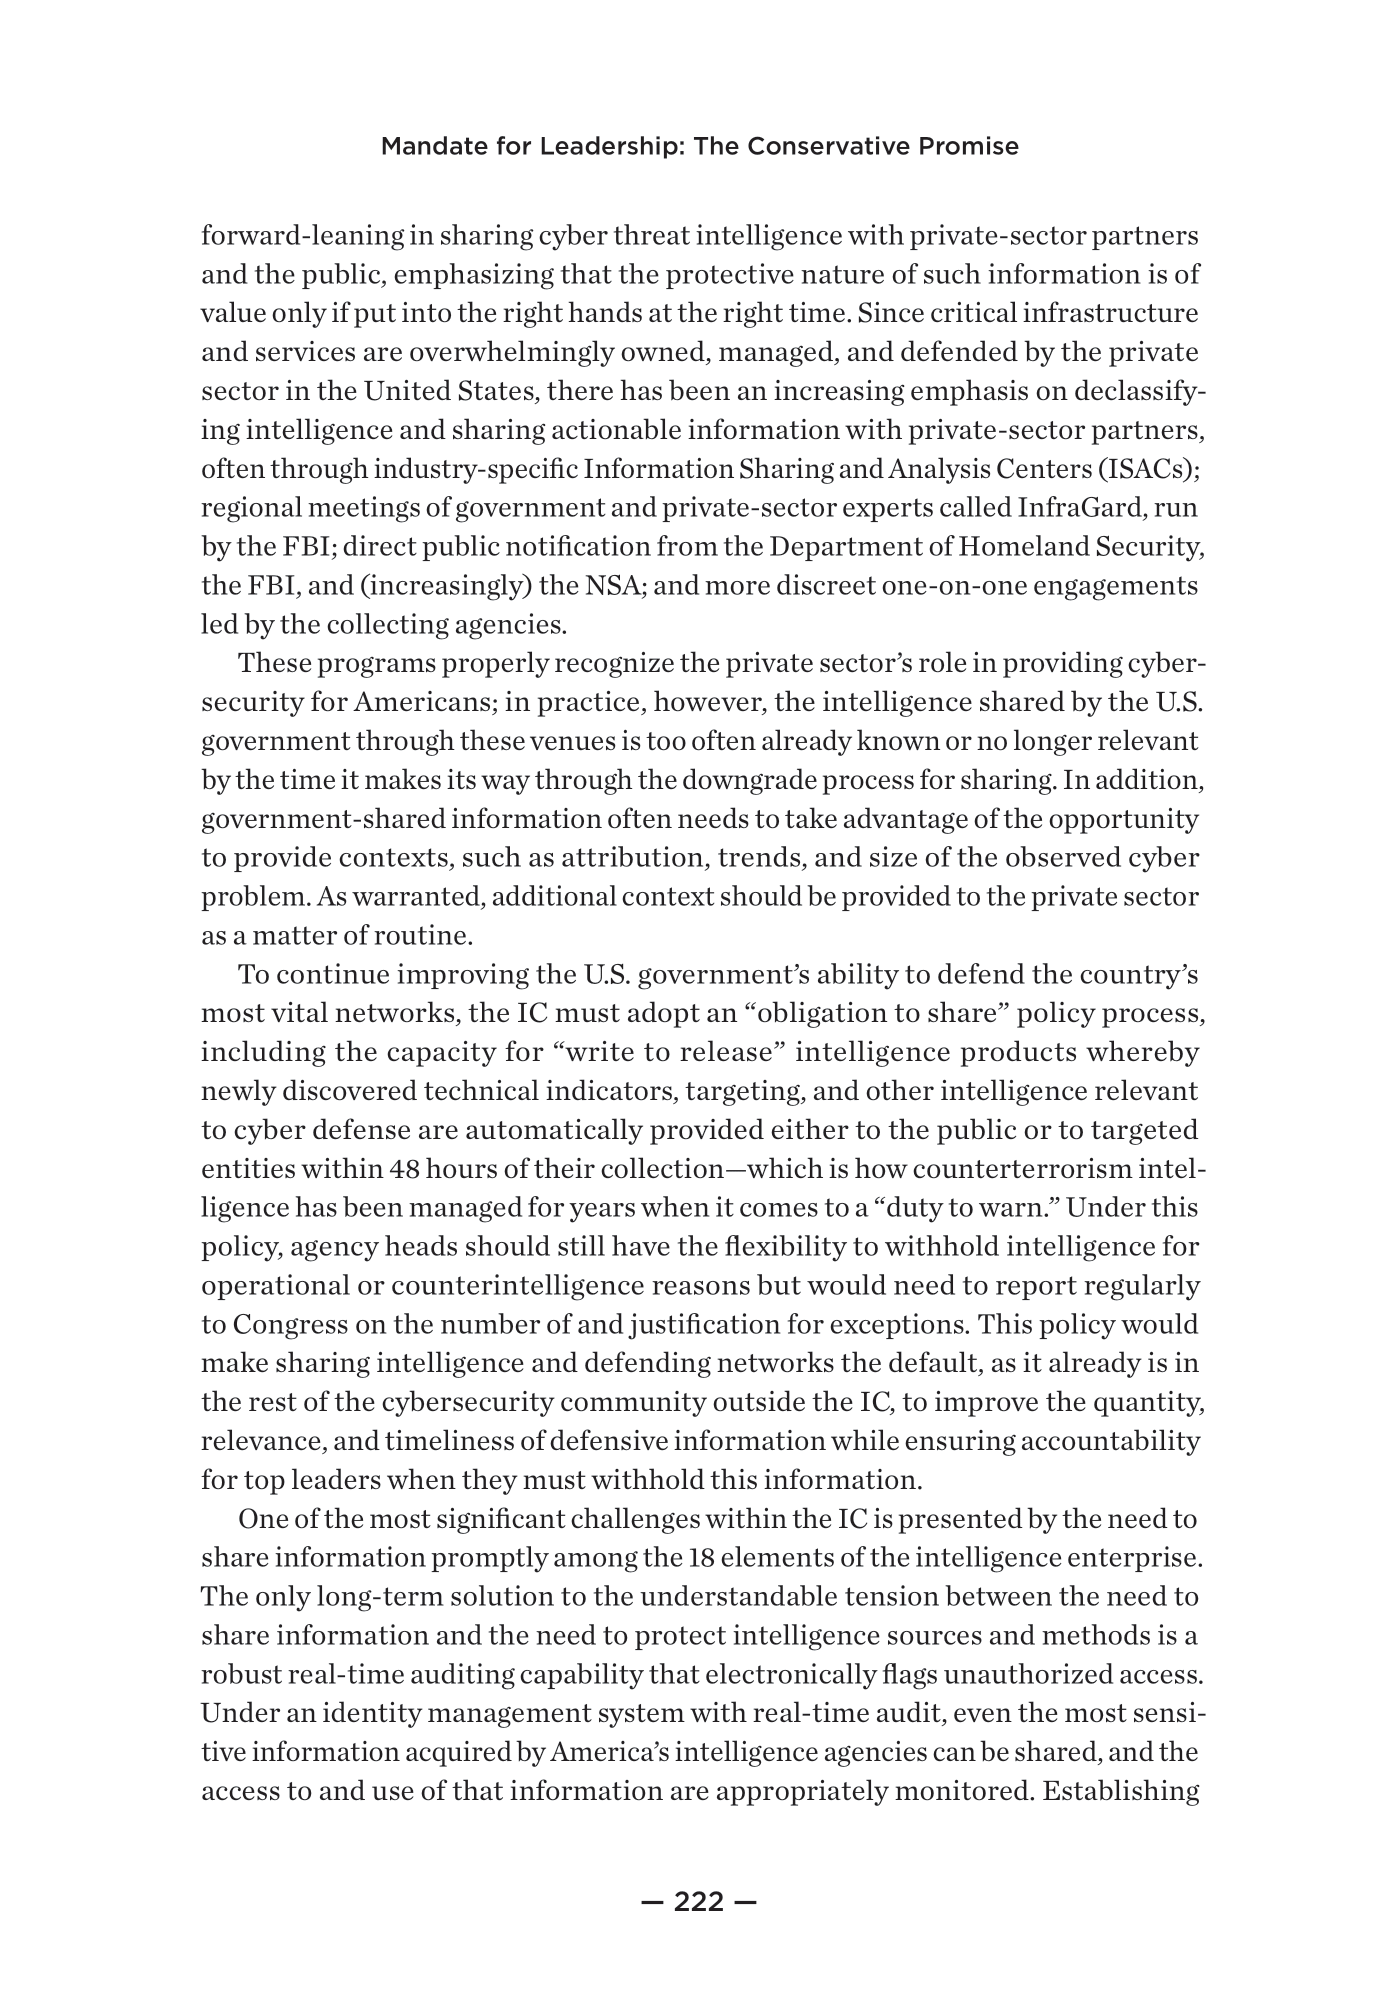 Mandate for Leadership: The Conservative Promise
forward-leaning in sharing cyber threat intelligence with private-sector partners
and the public, emphasizing that the protective nature of such information is of
value only if put into the right hands at the right time. Since critical infrastructure
and services are overwhelmingly owned, managed, and defended by the private
sector in the United States, there has been an increasing emphasis on declassify-
ing intelligence and sharing actionable information with private-sector partners,
often through industry-specific Information Sharing and Analysis Centers (ISACs);
regional meetings of government and private-sector experts called InfraGard, run
by the FBI; direct public notification from the Department of Homeland Security,
the FBI, and (increasingly) the NSA; and more discreet one-on-one engagements
led by the collecting agencies.
These programs properly recognize the private sector’s role in providing cyber-
security for Americans; in practice, however, the intelligence shared by the U.S.
government through these venues is too often already known or no longer relevant
by the time it makes its way through the downgrade process for sharing. In addition,
government-shared information often needs to take advantage of the opportunity
to provide contexts, such as attribution, trends, and size of the observed cyber
problem. As warranted, additional context should be provided to the private sector
as a matter of routine.
To continue improving the U.S. government’s ability to defend the country’s
most vital networks, the IC must adopt an “obligation to share” policy process,
including the capacity for “write to release” intelligence products whereby
newly discovered technical indicators, targeting, and other intelligence relevant
to cyber defense are automatically provided either to the public or to targeted
entities within 48 hours of their collection—which is how counterterrorism intel-
ligence has been managed for years when it comes to a “duty to warn.” Under this
policy, agency heads should still have the flexibility to withhold intelligence for
operational or counterintelligence reasons but would need to report regularly
to Congress on the number of and justification for exceptions. This policy would
make sharing intelligence and defending networks the default, as it already is in
the rest of the cybersecurity community outside the IC, to improve the quantity,
relevance, and timeliness of defensive information while ensuring accountability
for top leaders when they must withhold this information.
One of the most significant challenges within the IC is presented by the need to
share information promptly among the 18 elements of the intelligence enterprise.
The only long-term solution to the understandable tension between the need to
share information and the need to protect intelligence sources and methods is a
robust real-time auditing capability that electronically flags unauthorized access.
Under an identity management system with real-time audit, even the most sensi-
tive information acquired by America’s intelligence agencies can be shared, and the
access to and use of that information are appropriately monitored. Establishing
— 222 —